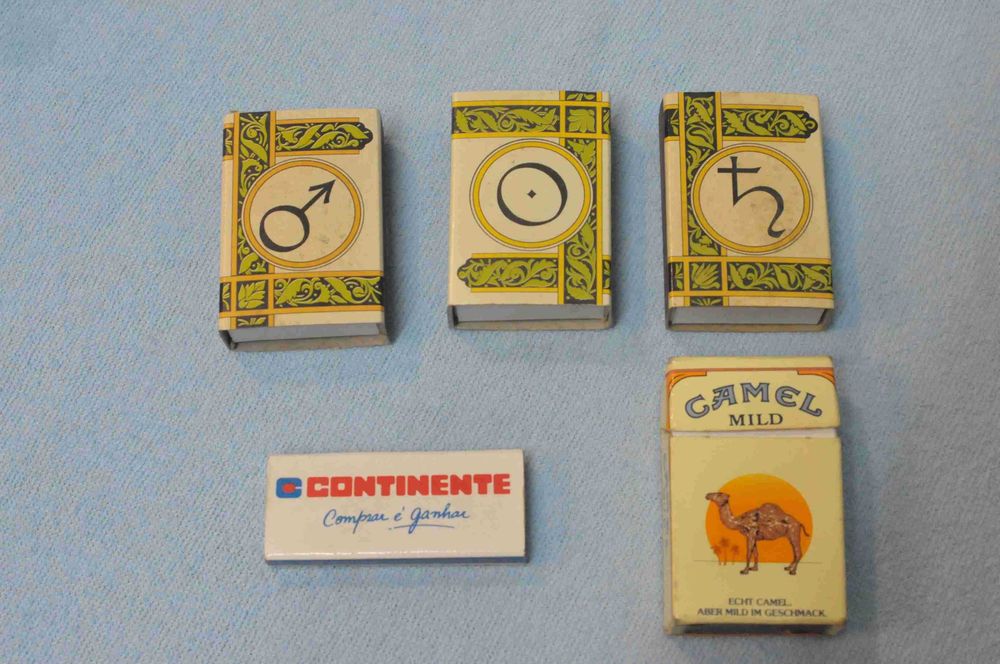 CAMEL
MILD
CONTINENTE
Comprar é ganhar
ECHT CAMEL.
ABER MILD IM GESCHMACK.